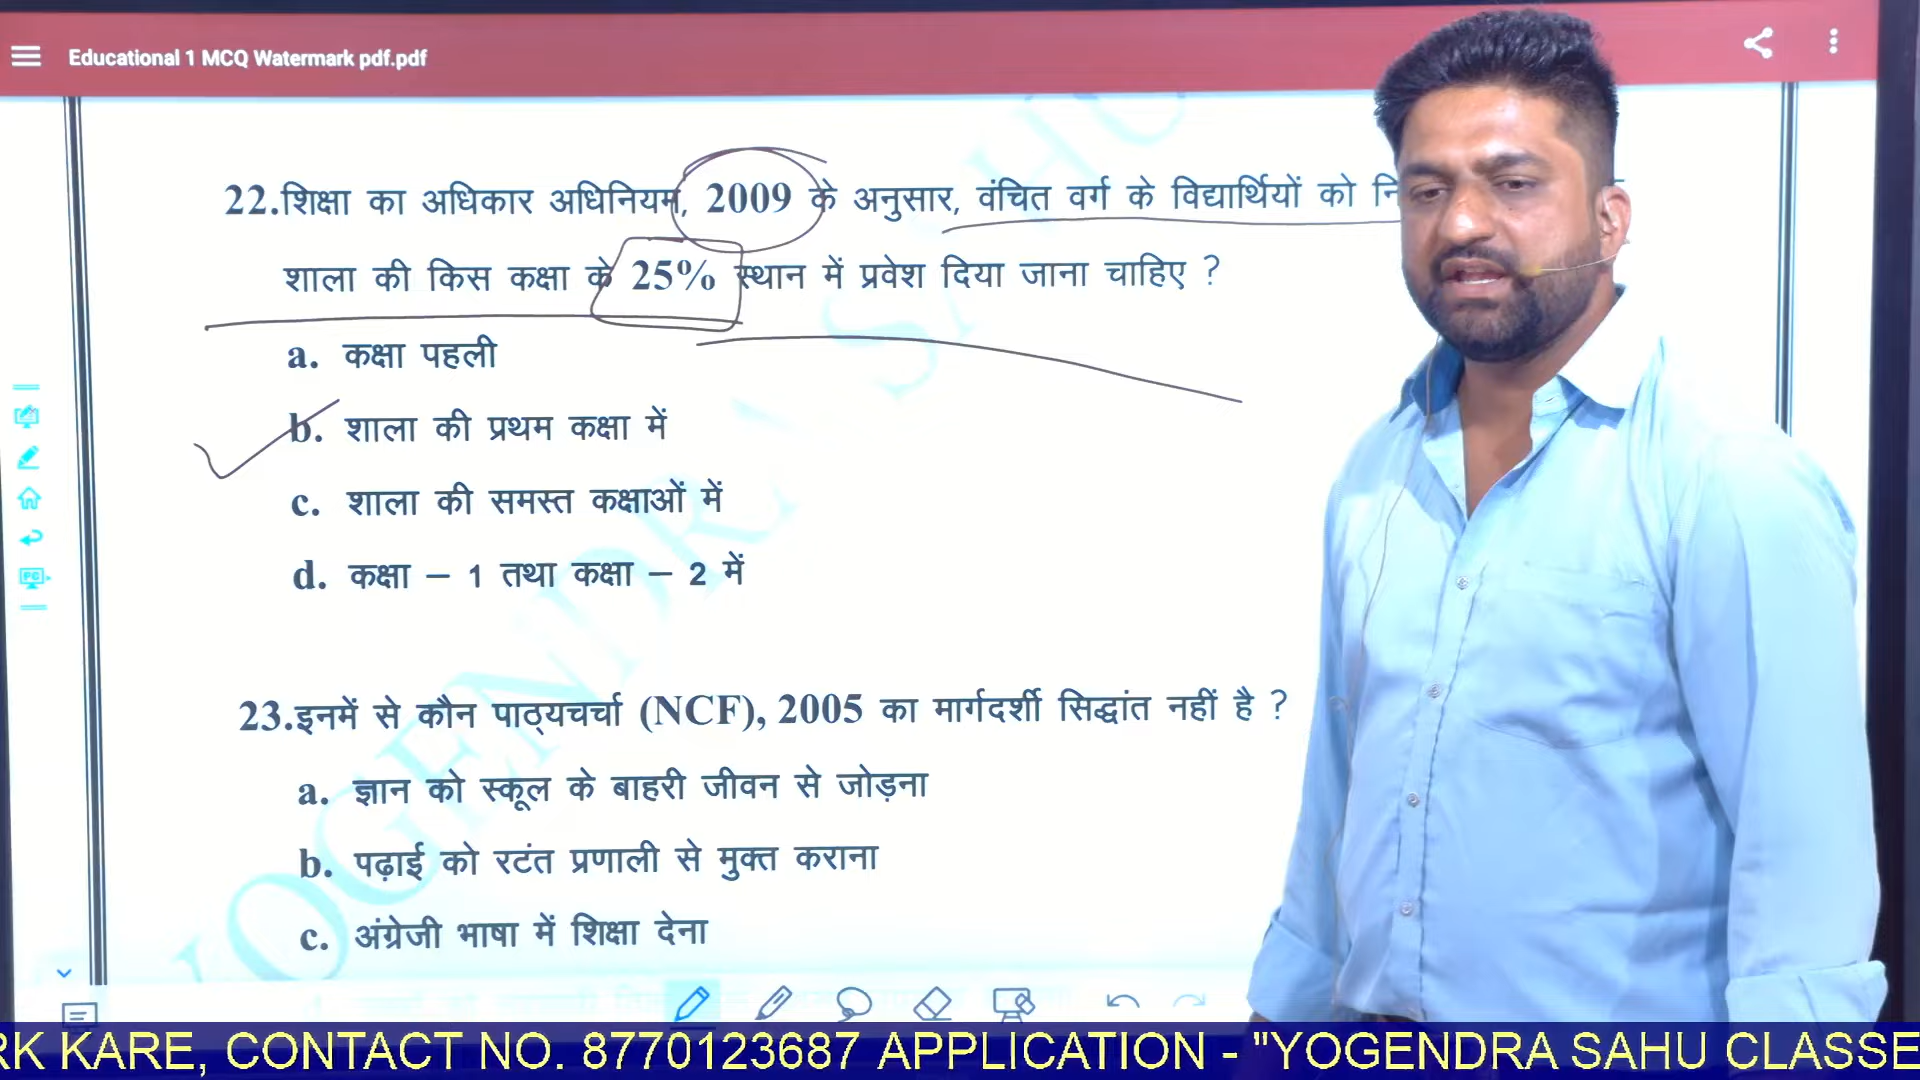 Educational 1 MCQ Watermark pdf.pdf
22.शिक्षा का अधिकार अधिनियम, 2009 के अनुसार, वंचित वर्ग के विद्यार्थियों को
शाला की किस कक्षा के 25% स्थान में प्रवेश दिया जाना चाहिए ?
a. कक्षा पहली
b. शाला की प्रथम कक्षा में
c. शाला की समस्त कक्षाओं में
d. कक्षा – 1 तथा कक्षा – 2 में
23.इनमें से कौन पाठ्यचर्चा (NCF), 2005 का मार्गदर्शी सिद्धांत नहीं है ?
a. ज्ञान को स्कूल के बाहरी जीवन से जोड़ना
b. पढ़ाई को रटंत प्रणाली से मुक्त कराना
c. अंग्रेजी भाषा में शिक्षा देना
RK KARE, CONTACT NO. 8770123687 APPLICATION - "YOGENDRA SAHU CLASSE